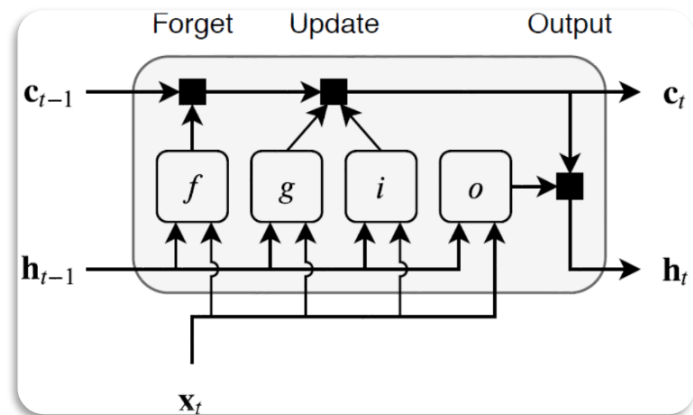 Forget Update Output
c_{t−1} c_t
f g i o
h_{t−1} h_t
x_t